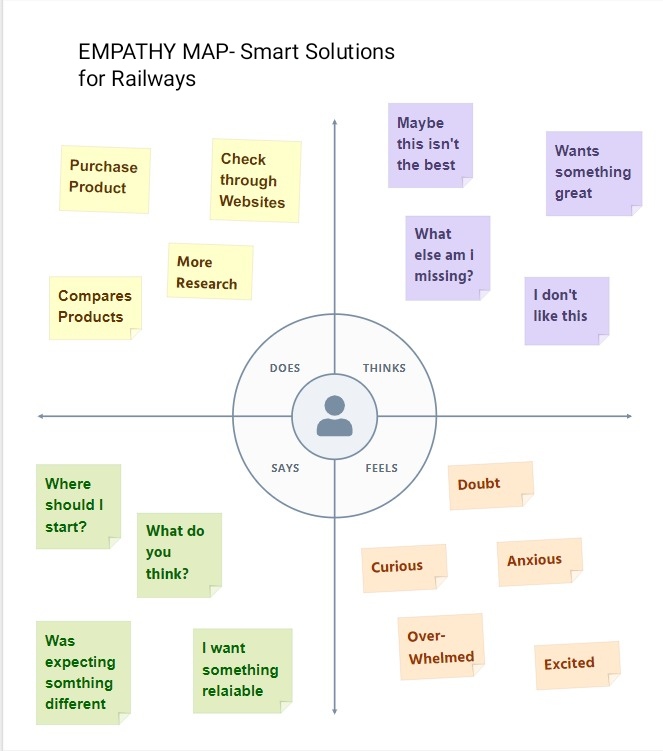 EMPATHY MAP- Smart Solutions
for Railways
Purchase
Product
Check
through
Websites
More
Research
Compares
Products
Maybe
this isn't
the best
Wants
something
great
What
else am i
missing?
I don't
like this
DOES
THINKS
SAYS
FEELS
Where
should I
start?
What do
you
think?
Was
expecting
somthing
different
I want
something
relaiable
Doubt
Curious
Anxious
Over-
Whelmed
Excited